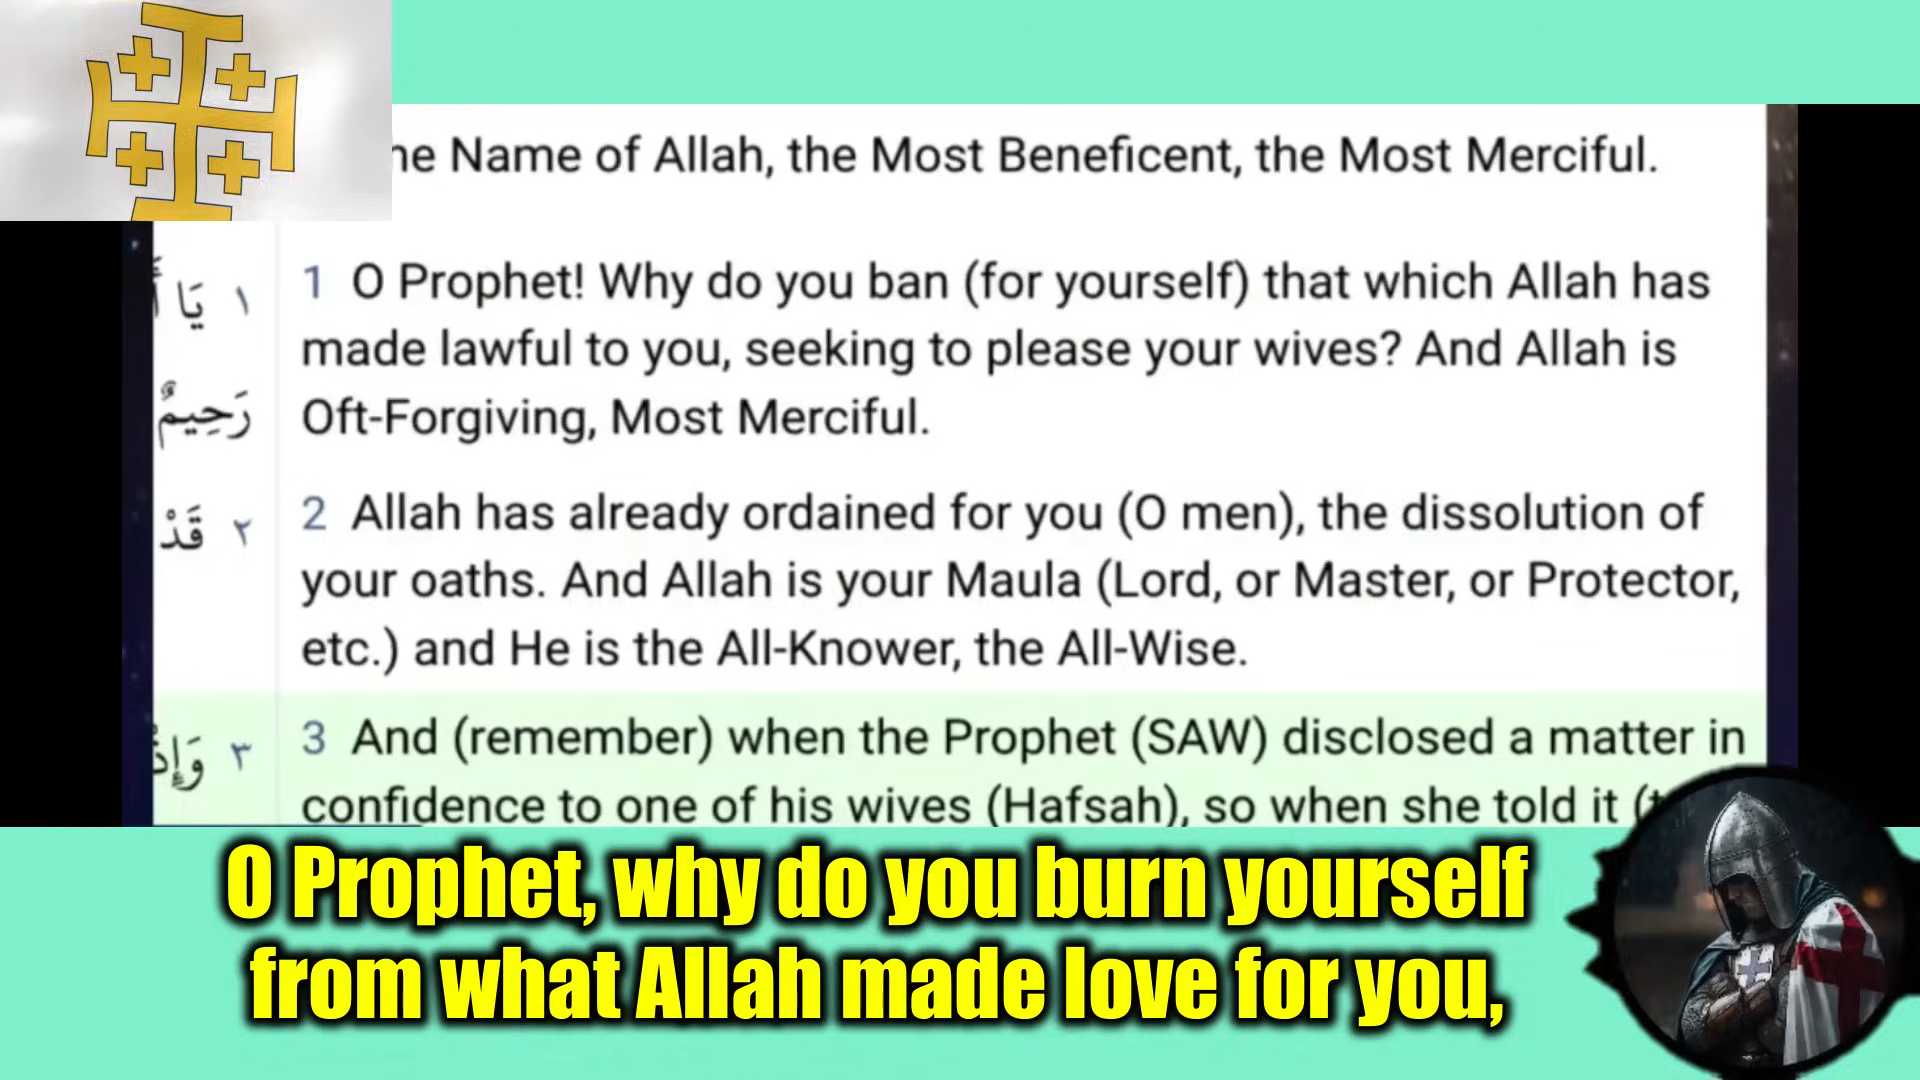 he Name of Allah, the Most Beneficent, the Most Merciful.
١ يَا
1 O Prophet! Why do you ban (for yourself) that which Allah has
made lawful to you, seeking to please your wives? And Allah is
رَحِيمٌ
Oft-Forgiving, Most Merciful.
٢ قَدْ
2 Allah has already ordained for you (O men), the dissolution of
your oaths. And Allah is your Maula (Lord, or Master, or Protector,
etc.) and He is the All-Knower, the All-Wise.
٣ وَإِذْ
3 And (remember) when the Prophet (SAW) disclosed a matter in
confidence to one of his wives (Hafsah), so when she told it (
O Prophet, why do you burn yourself
from what Allah made love for you,